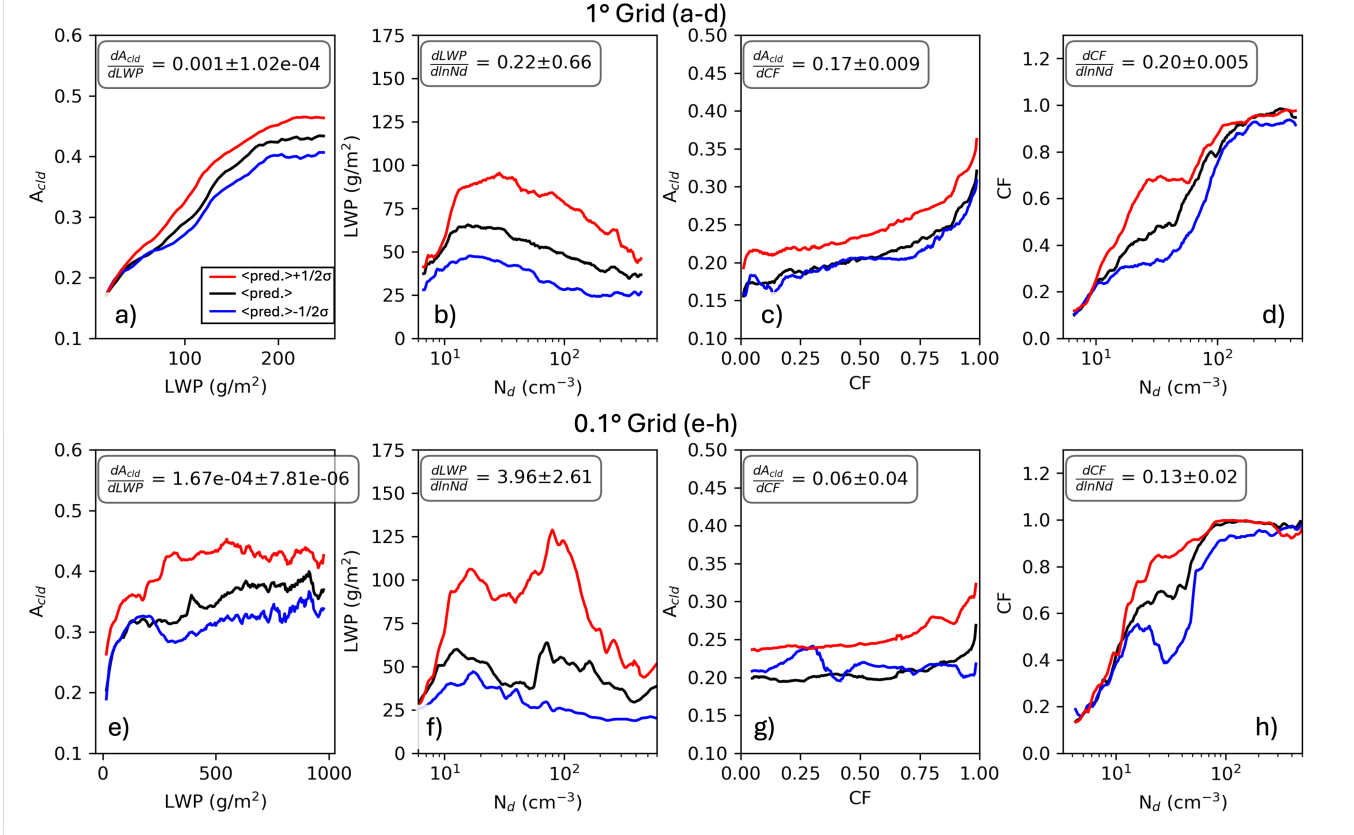 1° Grid (a-d)
0.6
0.5
0.4
0.3
0.2
0.1
A_cld
dA_cld/dLWP = 0.001±1.02e-04
<pred.>+1/2σ
<pred.>
<pred.>-1/2σ
a)
100 200
LWP (g/m²)
175
150
125
100
75
50
25
0
LWP (g/m²)
dLWP/dlnNd = 0.22±0.66
b)
10¹ 10²
N_d (cm⁻³)
0.50
0.45
0.40
0.35
0.30
0.25
0.20
0.15
0.10
A_cld
dA_cld/dCF = 0.17±0.009
c)
0.00 0.25 0.50 0.75 1.00
CF
1.2
1.0
0.8
0.6
0.4
0.2
0.0
CF
dCF/dlnNd = 0.20±0.005
d)
10¹ 10²
N_d (cm⁻³)
0.1° Grid (e-h)
0.6
0.5
0.4
0.3
0.2
0.1
A_cld
dA_cld/dLWP = 1.67e-04±7.81e-06
e)
0 500 1000
LWP (g/m²)
175
150
125
100
75
50
25
0
LWP (g/m²)
dLWP/dlnNd = 3.96±2.61
f)
10¹ 10²
N_d (cm⁻³)
0.50
0.45
0.40
0.35
0.30
0.25
0.20
0.15
0.10
A_cld
dA_cld/dCF = 0.06±0.04
g)
0.00 0.25 0.50 0.75 1.00
CF
1.2
1.0
0.8
0.6
0.4
0.2
0.0
CF
dCF/dlnNd = 0.13±0.02
h)
10¹ 10²
N_d (cm⁻³)